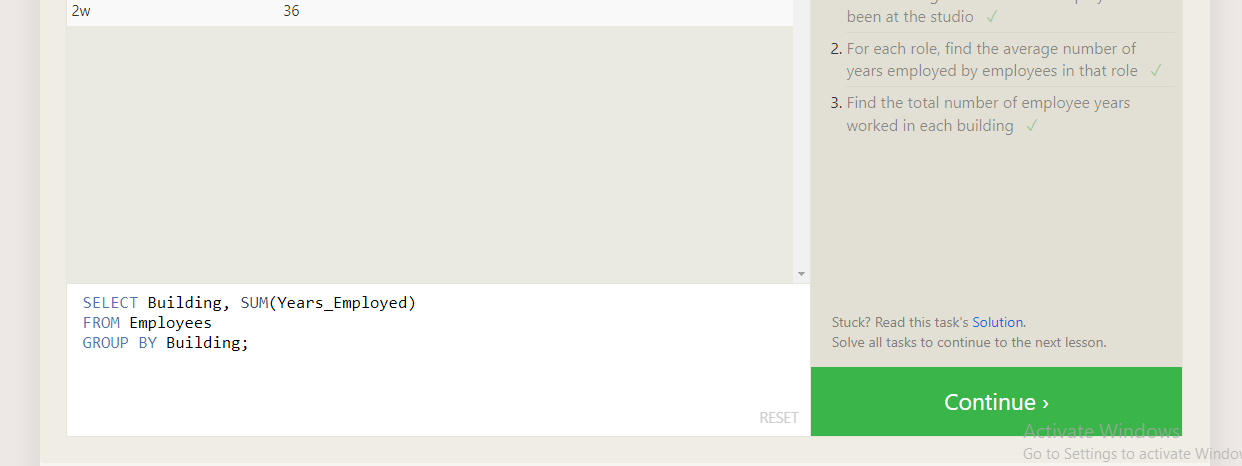 2w 36
been at the studio ✓
2. For each role, find the average number of
years employed by employees in that role ✓
3. Find the total number of employee years
worked in each building ✓
SELECT Building, SUM(Years_Employed)
FROM Employees
GROUP BY Building;
RESET
Stuck? Read this task's Solution.
Solve all tasks to continue to the next lesson.
Continue ›
Activate Windows
Go to Settings to activate